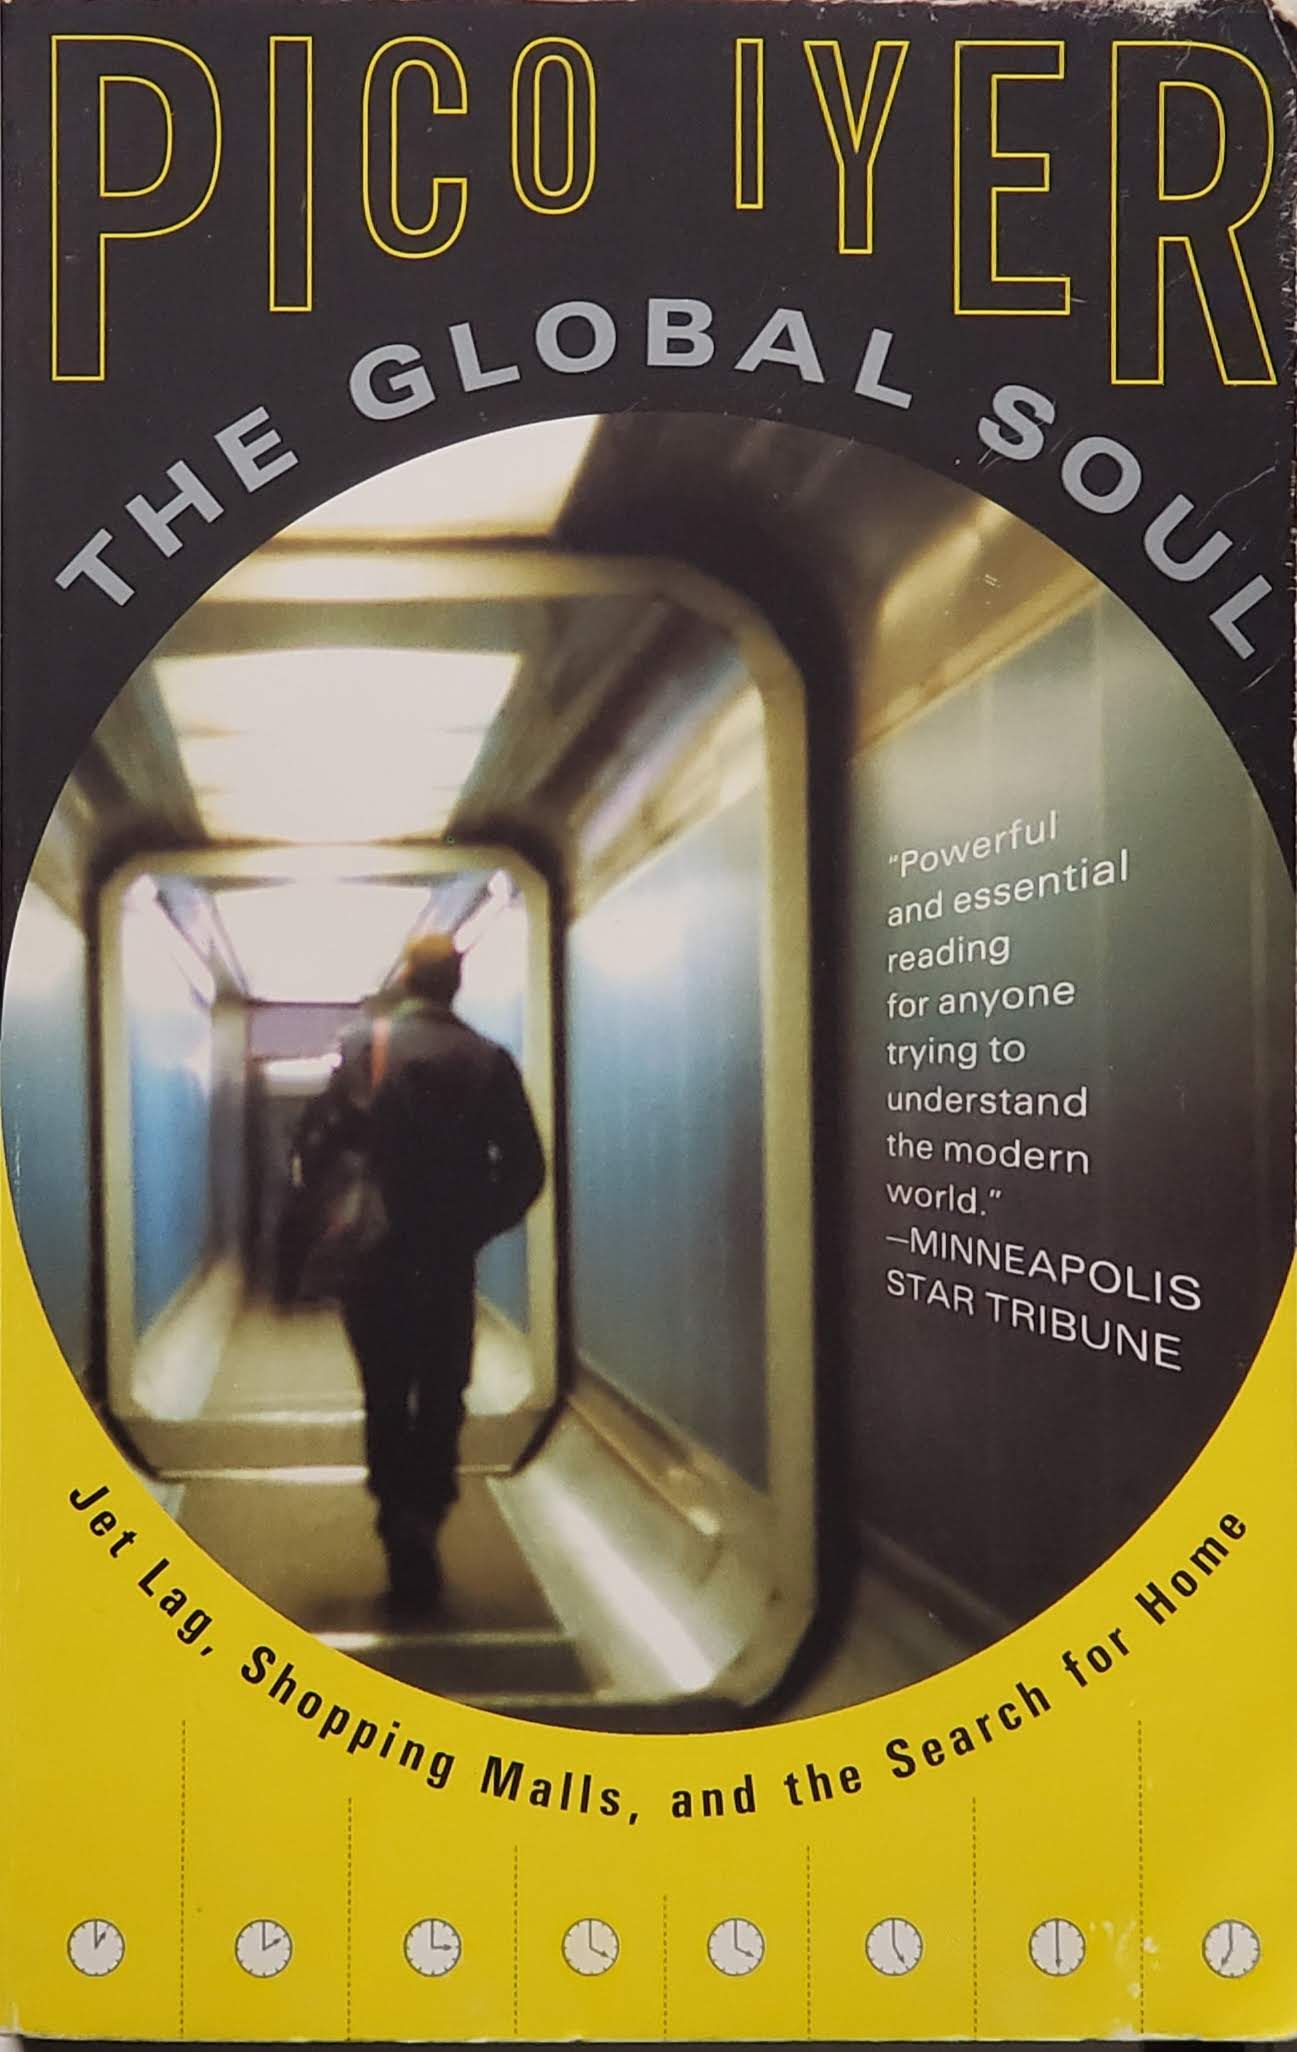 PICO IYER
THE GLOBAL SOUL
"Powerful
and essential
reading
for anyone
trying to
understand
the modern
world."
—MINNEAPOLIS
STAR TRIBUNE
Jet Lag, Shopping Malls, and the Search for Home